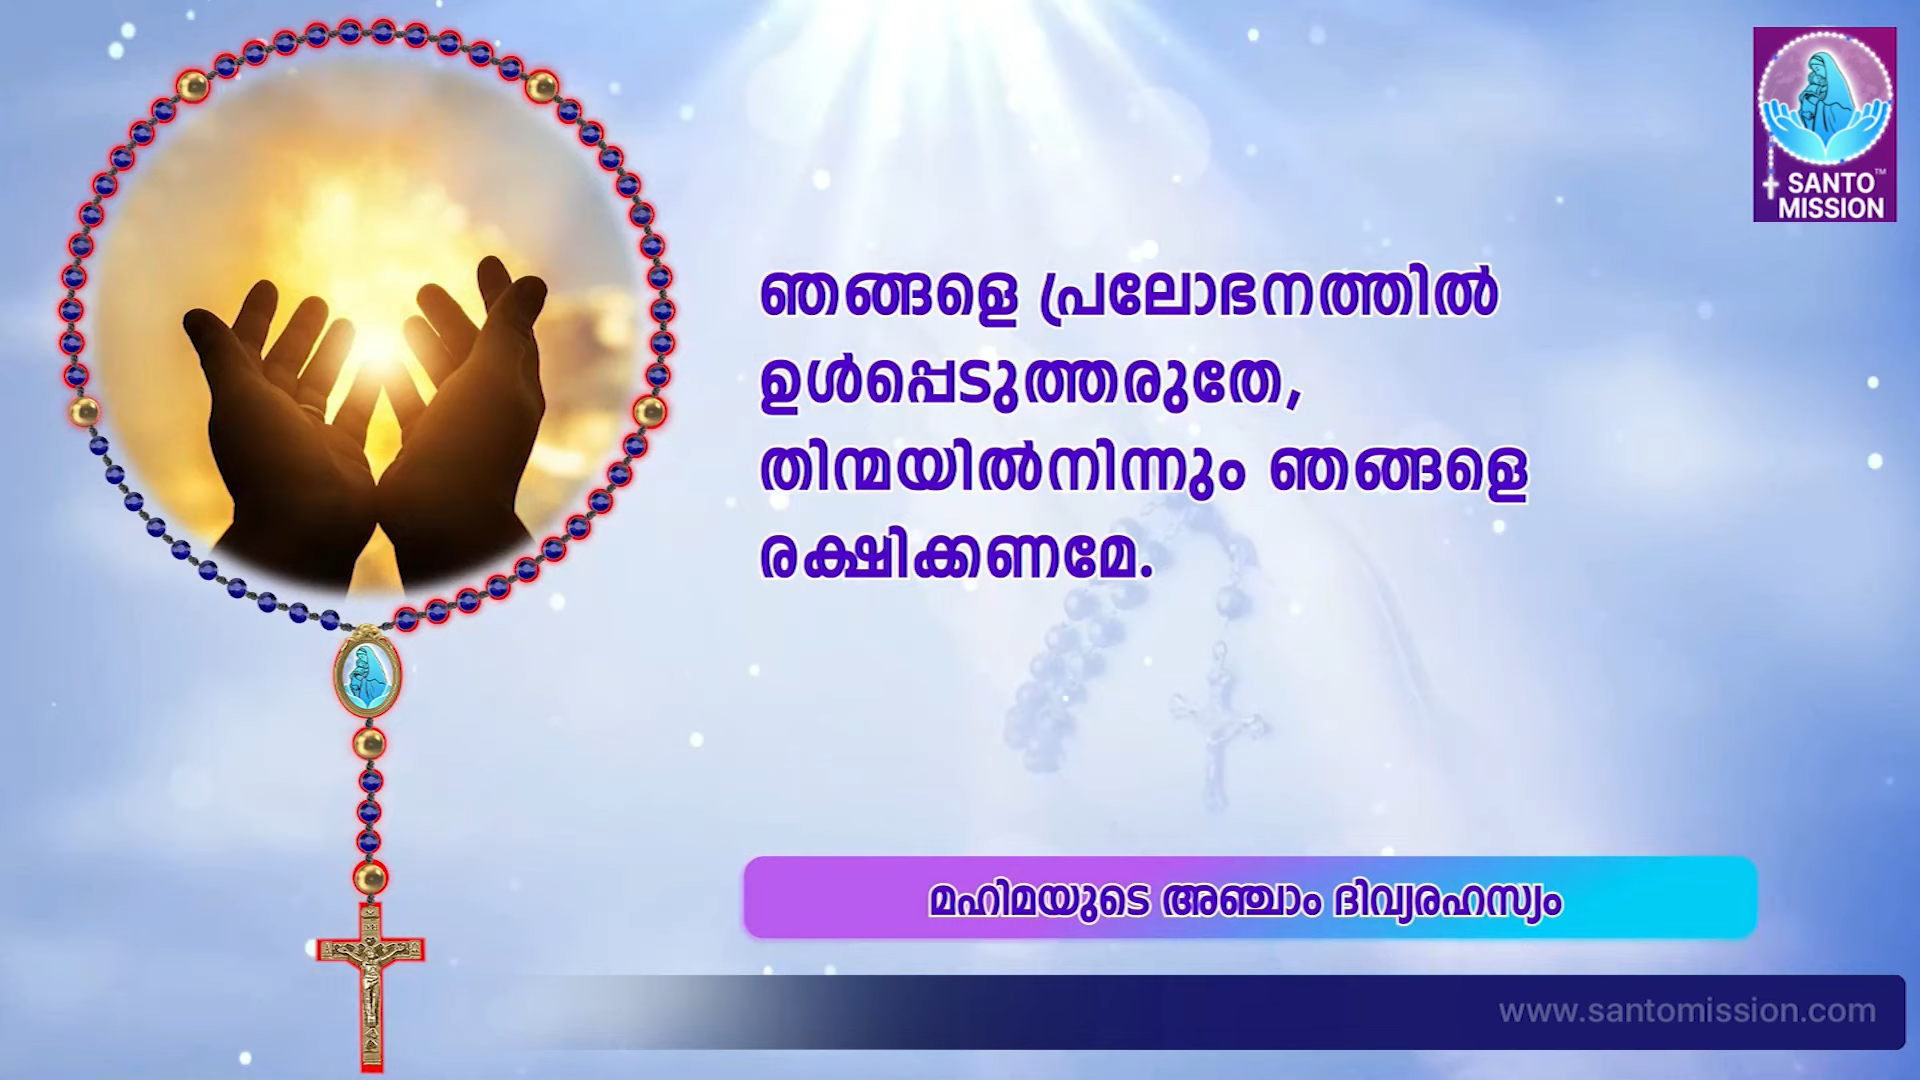 SANTO™
MISSION
ഞങ്ങളെ പ്രലോഭനത്തിൽ
ഉൾപ്പെടുത്തരുതേ,
തിന്മയിൽനിന്നും ഞങ്ങളെ
രക്ഷിക്കണമേ.
മഹിമയുടെ അഞ്ചാം ദിവ്യരഹസ്യം
www.santomission.com